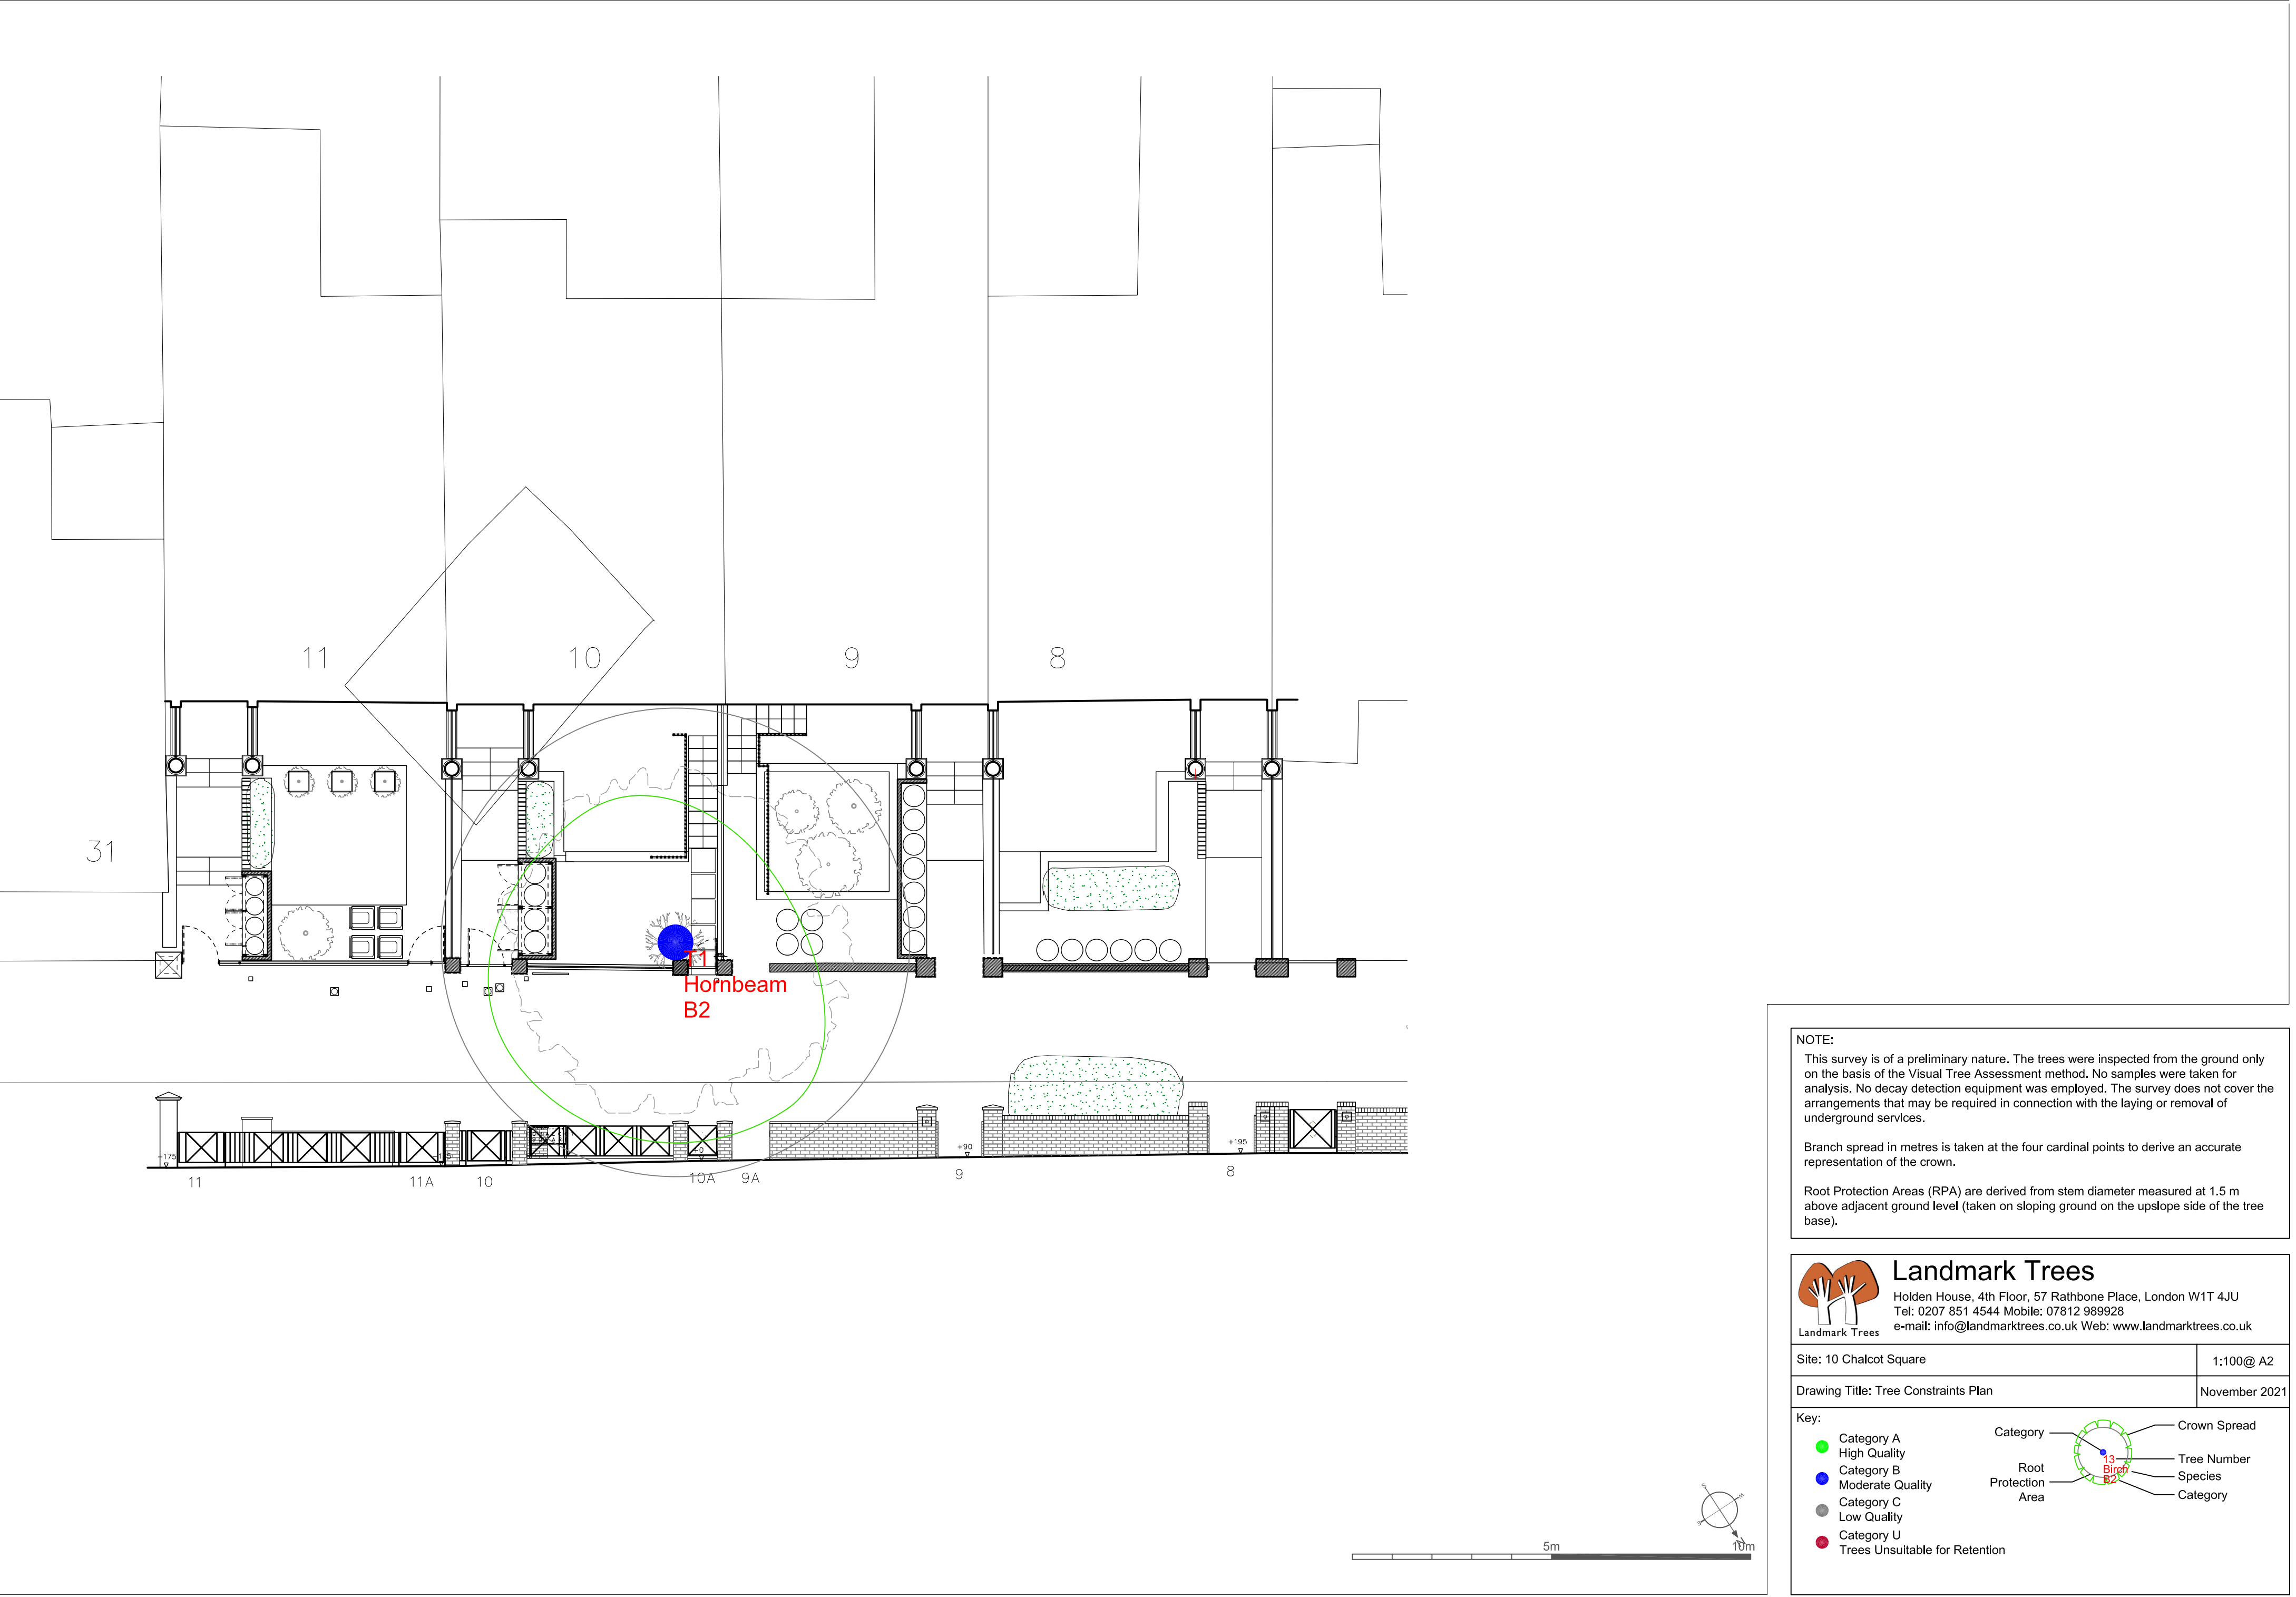 11
10
9
8
31
T1
Hornbeam
B2
-175
+0
+90
+195
11
11A
10
10A
9A
9
8
5m
10m
N
NOTE:
This survey is of a preliminary nature. The trees were inspected from the ground only
on the basis of the Visual Tree Assessment method. No samples were taken for
analysis. No decay detection equipment was employed. The survey does not cover the
arrangements that may be required in connection with the laying or removal of
underground services.
Branch spread in metres is taken at the four cardinal points to derive an accurate
representation of the crown.
Root Protection Areas (RPA) are derived from stem diameter measured at 1.5 m
above adjacent ground level (taken on sloping ground on the upslope side of the tree
base).
Landmark Trees
Landmark Trees
Holden House, 4th Floor, 57 Rathbone Place, London W1T 4JU
Tel: 0207 851 4544 Mobile: 07812 989928
e-mail: info@landmarktrees.co.uk Web: www.landmarktrees.co.uk
Site: 10 Chalcot Square
1:100@ A2
Drawing Title: Tree Constraints Plan
November 2021
Key:
Category A
High Quality
Category B
Moderate Quality
Category C
Low Quality
Category U
Trees Unsuitable for Retention
Category
Root
Protection
Area
13
Birch
B2
Crown Spread
Tree Number
Species
Category